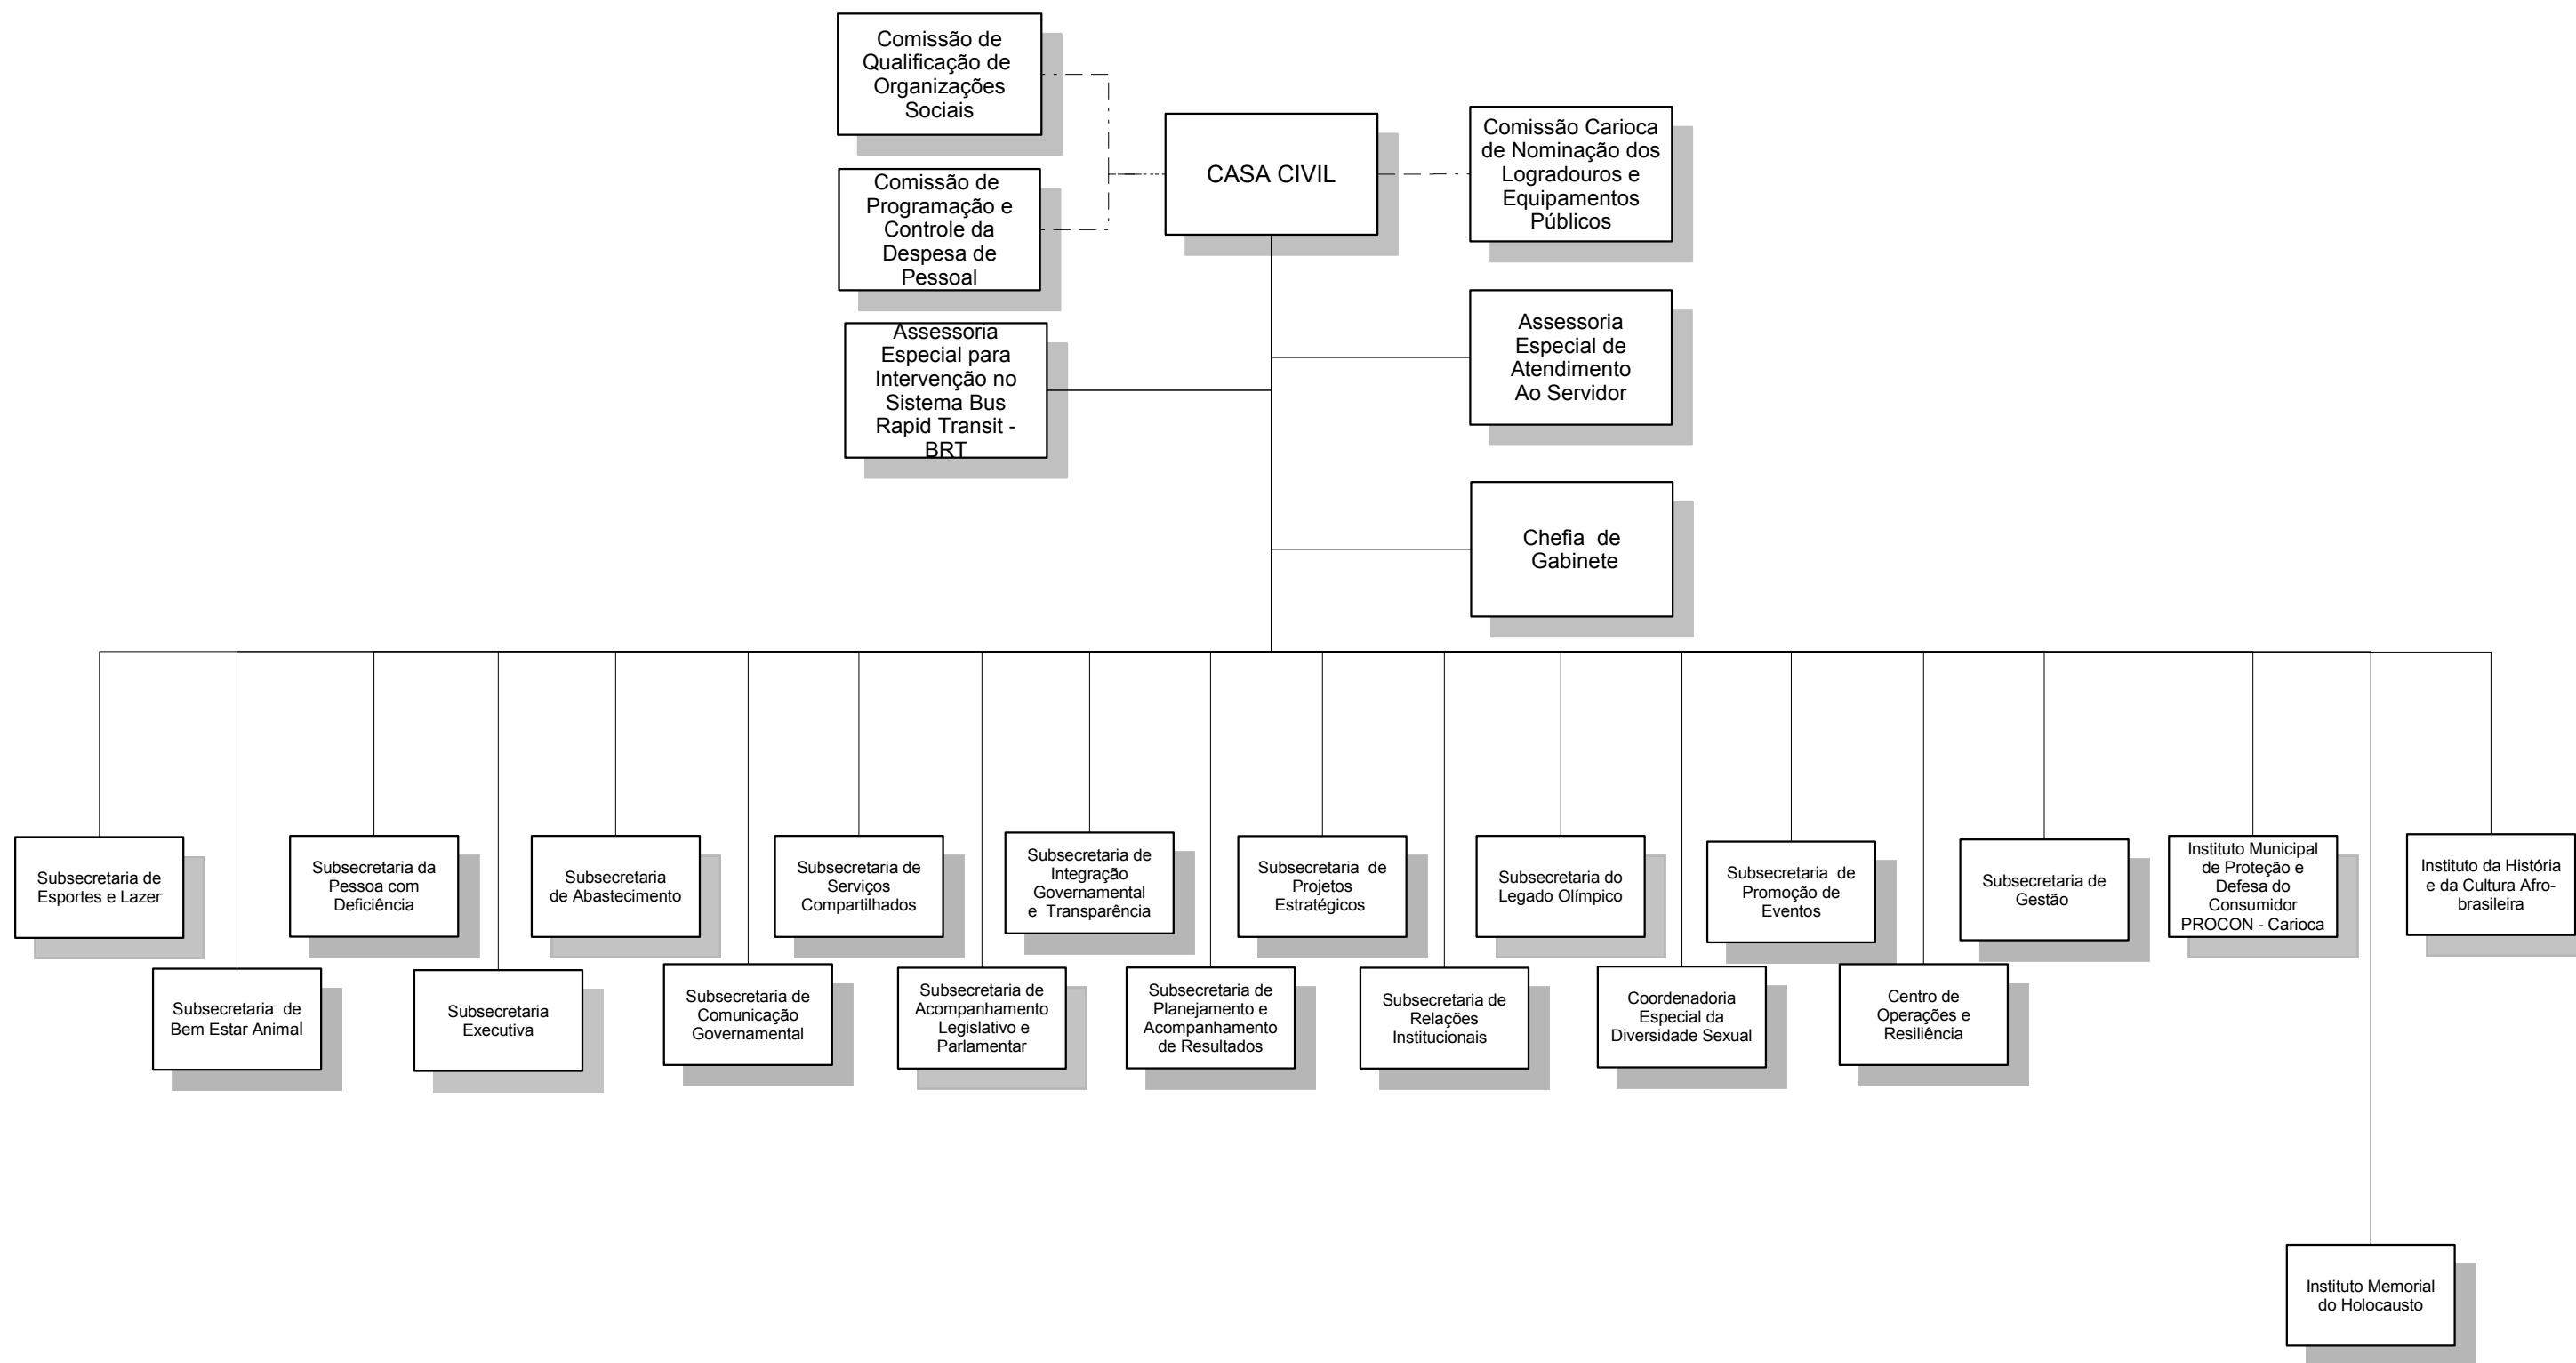 Comissão de
Qualificação de
Organizações
Sociais
CASA CIVIL
Comissão Carioca
de Nominação dos
Logradouros e
Equipamentos
Públicos
Comissão de
Programação e
Controle da
Despesa de
Pessoal
Assessoria
Especial para
Intervenção no
Sistema Bus
Rapid Transit -
BRT
Assessoria
Especial de
Atendimento
Ao Servidor
Chefia de
Gabinete
Subsecretaria de
Esportes e Lazer
Subsecretaria da
Pessoa com
Deficiência
Subsecretaria
de Abastecimento
Subsecretaria de
Serviços
Compartilhados
Subsecretaria de
Integração
Governamental
e Transparência
Subsecretaria de
Projetos
Estratégicos
Subsecretaria do
Legado Olímpico
Subsecretaria de
Promoção de
Eventos
Subsecretaria de
Gestão
Instituto Municipal
de Proteção e
Defesa do
Consumidor
PROCON - Carioca
Instituto da História
e da Cultura Afro-
brasileira
Subsecretaria de
Bem Estar Animal
Subsecretaria
Executiva
Subsecretaria de
Comunicação
Governamental
Subsecretaria de
Acompanhamento
Legislativo e
Parlamentar
Subsecretaria de
Planejamento e
Acompanhamento
de Resultados
Subsecretaria de
Relações
Institucionais
Coordenadoria
Especial da
Diversidade Sexual
Centro de
Operações e
Resiliência
Instituto Memorial
do Holocausto